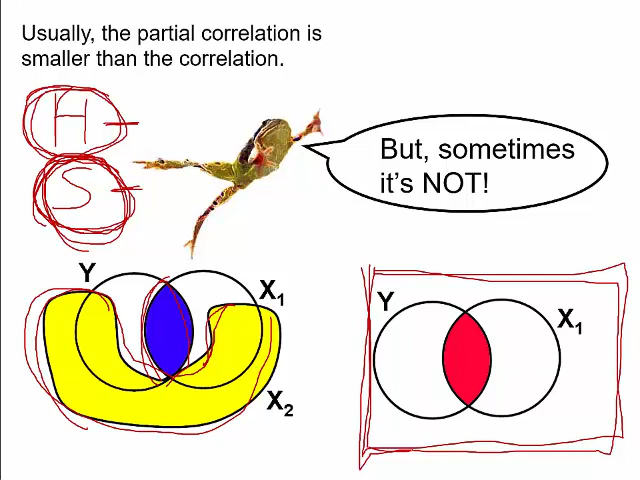 Usually, the partial correlation is
smaller than the correlation.
H
S
But, sometimes
it's NOT!
Y
X1
X2
Y
X1